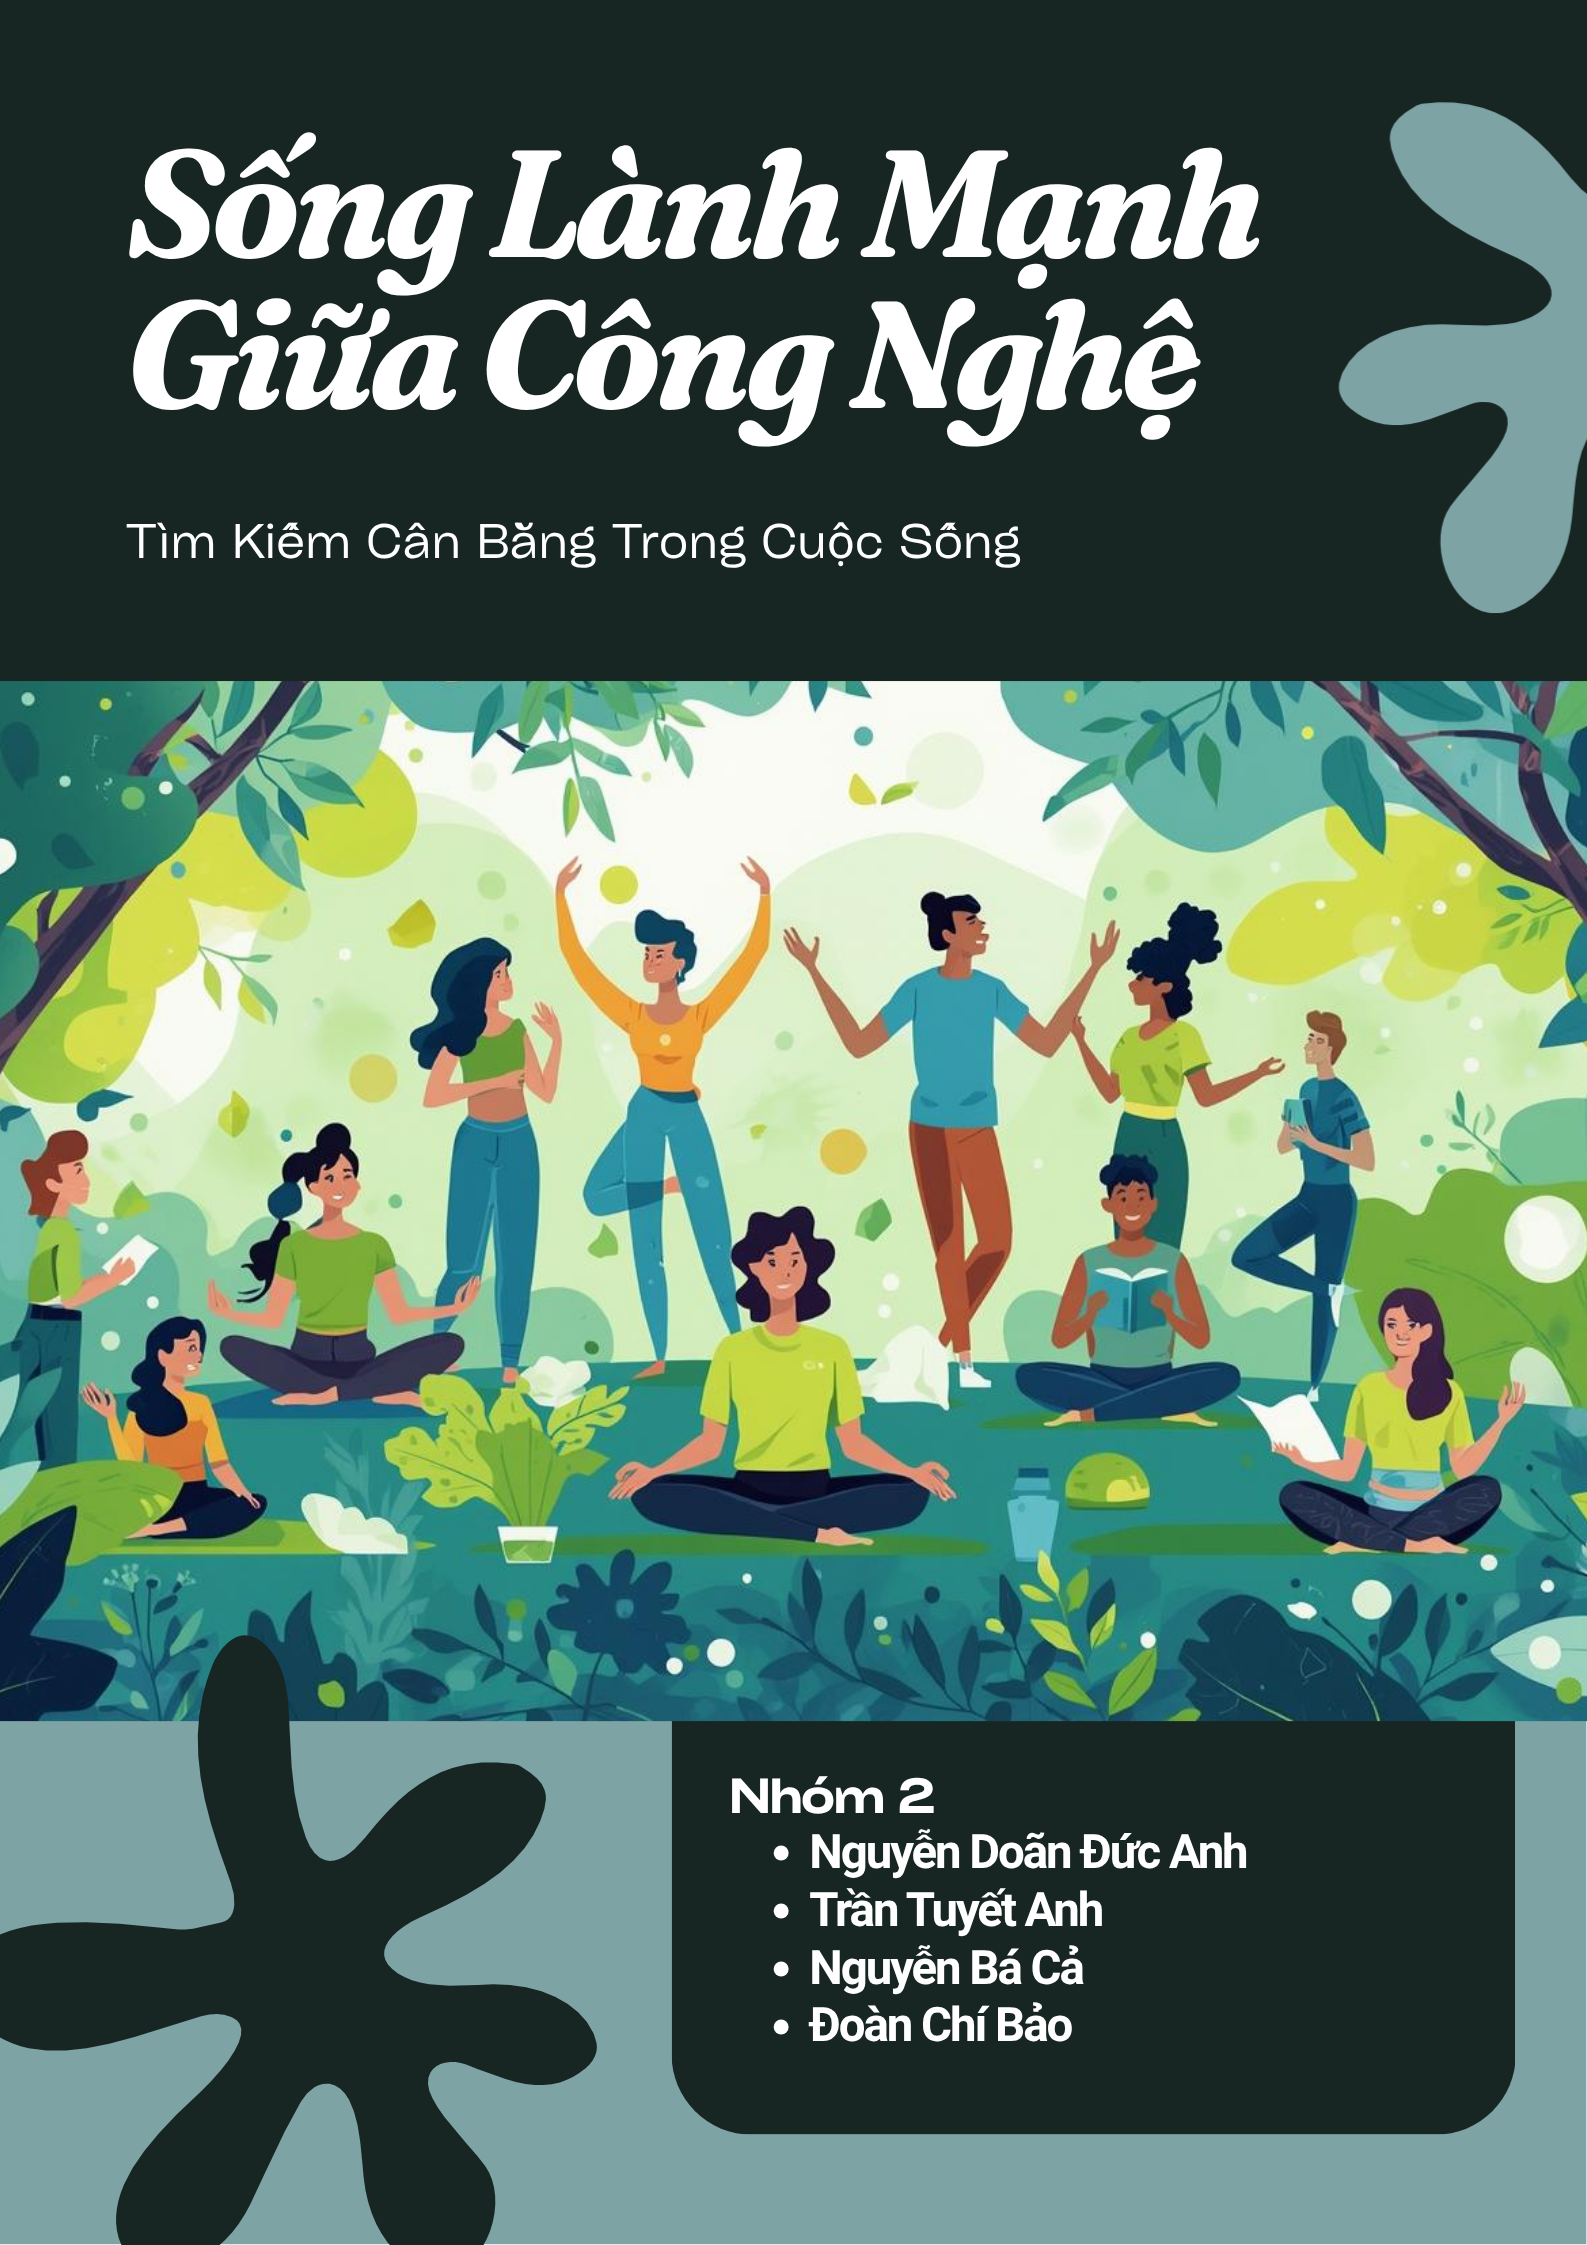 Sống Lành Mạnh
Giữa Công Nghệ
Tìm Kiếm Cân Bằng Trong Cuộc Sống
Nhóm 2
• Nguyễn Doãn Đức Anh
• Trần Tuyết Anh
• Nguyễn Bá Cả
• Đoàn Chí Bảo